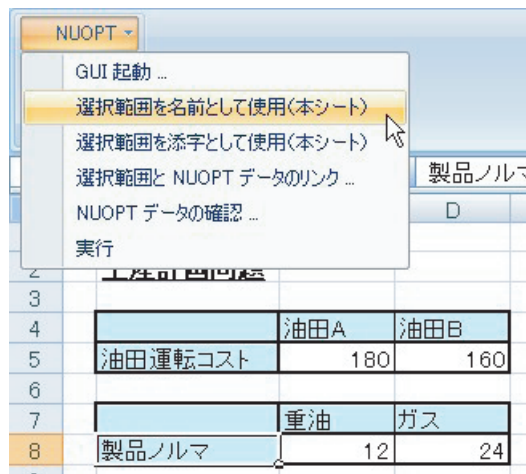 NUOPT
GUI 起動 ...
選択範囲を名前として使用(本シート)
選択範囲を添字として使用(本シート)
選択範囲と NUOPT データのリンク ...
製品ノルマ
NUOPT データの確認 ...
D
実行
2
3
4 油田A 油田B
5 油田運転コスト 180 160
6
7 重油 ガス
8 製品ノルマ 12 24